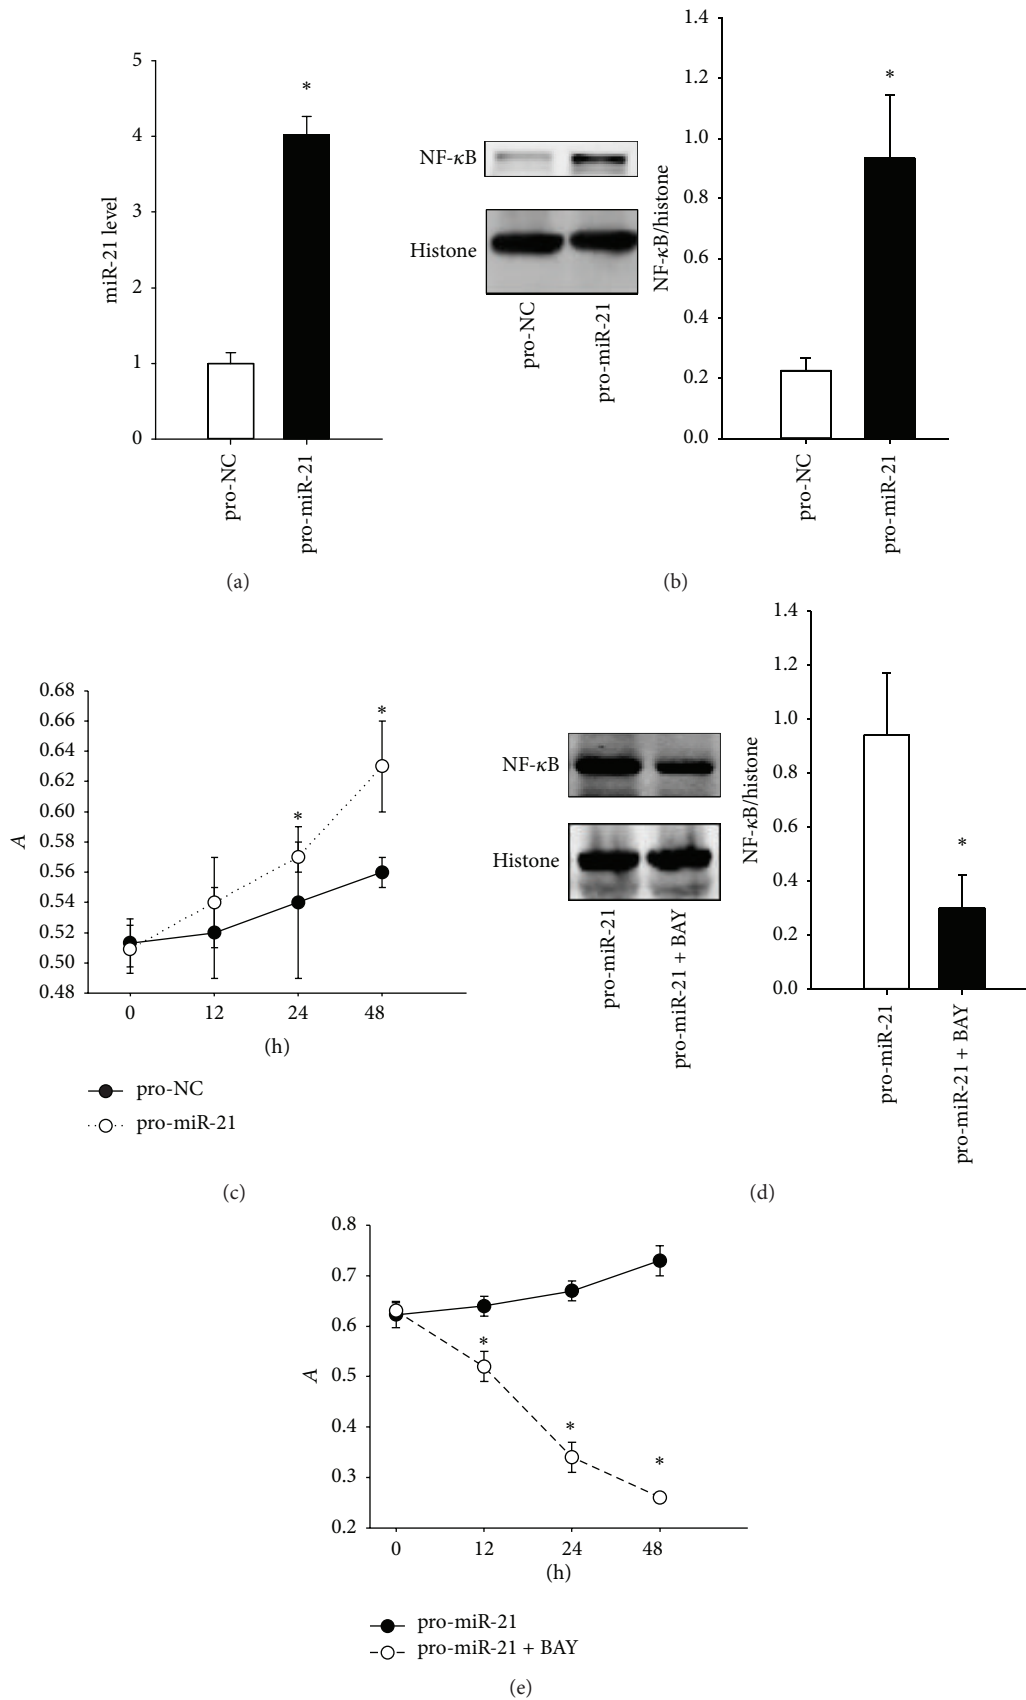 5
4
3
2
1
0
miR-21 level
*
pro-NC
pro-miR-21
(a)
NF-κB
Histone
pro-NC
pro-miR-21
1.4
1.2
1.0
0.8
0.6
0.4
0.2
0.0
NF-κB/histone
*
pro-NC
pro-miR-21
(b)
0.68
0.66
0.64
0.62
0.60
0.58
0.56
0.54
0.52
0.50
0.48
A
*
*
0 12 24 48
(h)
pro-NC
pro-miR-21
(c)
NF-κB
Histone
pro-miR-21
pro-miR-21 + BAY
1.4
1.2
1.0
0.8
0.6
0.4
0.2
0.0
NF-κB/histone
*
pro-miR-21
pro-miR-21 + BAY
(d)
0.8
0.7
0.6
0.5
0.4
0.3
0.2
A
*
*
*
0 12 24 48
(h)
pro-miR-21
pro-miR-21 + BAY
(e)